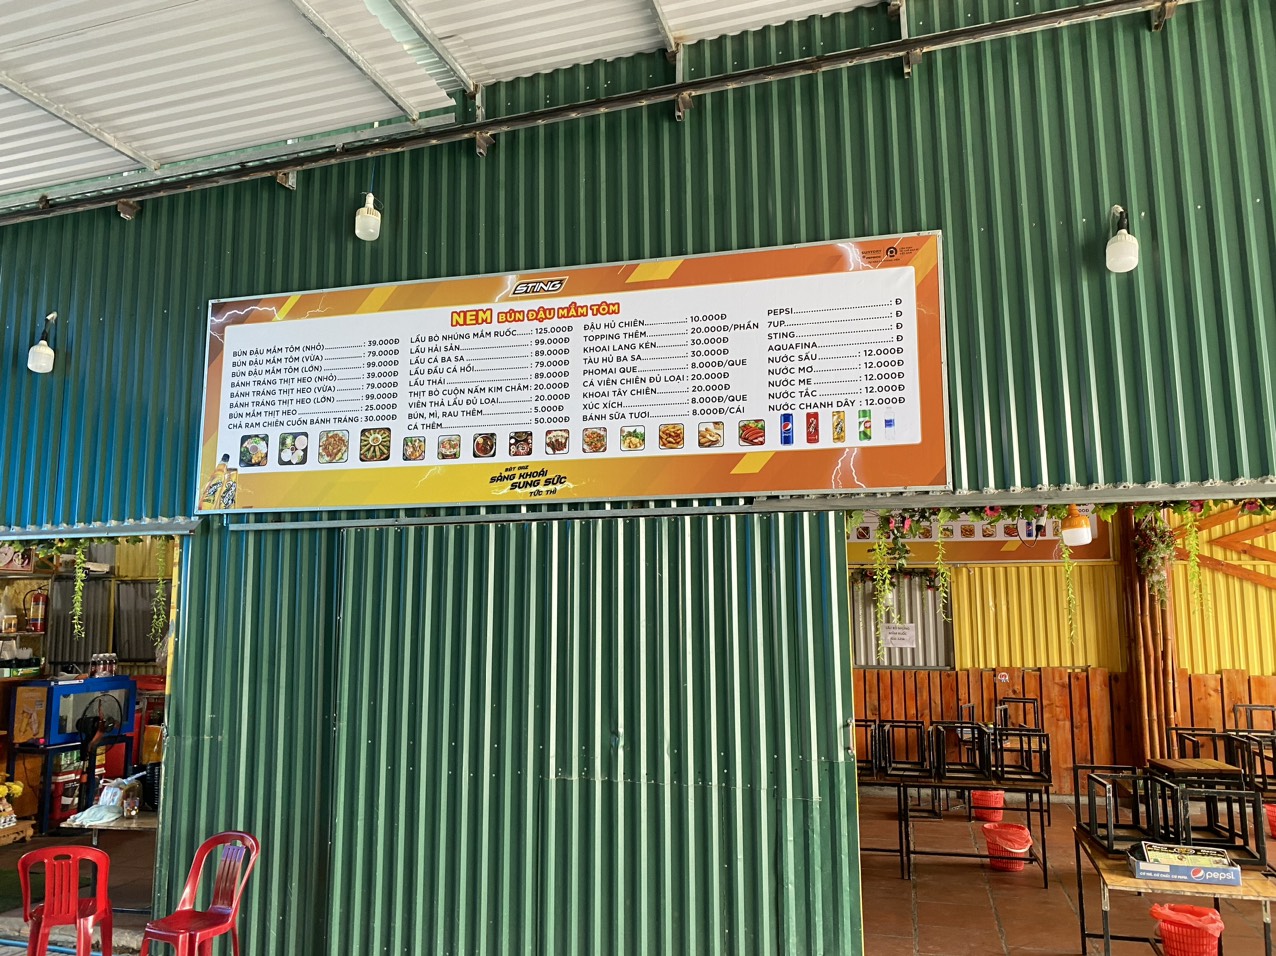 STING
NEM BÚN ĐẬU MẮM TÔM
BÚN ĐẬU MẮM TÔM (NHỎ) : 39.000Đ
BÚN ĐẬU MẮM TÔM (VỪA) : 79.000Đ
BÚN ĐẬU MẮM TÔM (LỚN) : 99.000Đ
BÁNH TRÁNG THỊT HEO (NHỎ) : 39.000Đ
BÁNH TRÁNG THỊT HEO (VỪA) : 79.000Đ
BÁNH TRÁNG THỊT HEO (LỚN) : 99.000Đ
BÚN MẮM THỊT HEO : 25.000Đ
CHẢ RAM CHIÊN CUỐN BÁNH TRÁNG : 30.000Đ
LẨU BÒ NHÚNG MẮM RUỐC : 125.000Đ
LẨU HẢI SẢN : 89.000Đ
LẨU CÁ BA SA : 99.000Đ
LẨU ĐẦU CÁ HỒI : 79.000Đ
LẨU THÁI : 89.000Đ
THỊT BÒ CUỘN NẤM KIM CHÂM : 20.000Đ
VIÊN THẢ LẨU ĐỦ LOẠI : 20.000Đ
BÚN, MÌ, RAU THÊM : 5.000Đ
CÁ THÊM : 50.000Đ
ĐẬU HỦ CHIÊN : 10.000Đ
TOPPING THÊM : 20.000Đ/PHẦN
KHOAI LANG KÉN : 30.000Đ
TÀU HỦ BA SA : 30.000Đ
PHOMAI QUE : 8.000Đ/QUE
CÁ VIÊN CHIÊN ĐỦ LOẠI : 20.000Đ
KHOAI TÂY CHIÊN : 20.000Đ
XÚC XÍCH : 8.000Đ/QUE
BÁNH SỮA TƯƠI : 8.000Đ/CÁI
PEPSI : Đ
7UP : Đ
STING : Đ
AQUAFINA : Đ
NƯỚC SẤU : 12.000Đ
NƯỚC MƠ : 12.000Đ
NƯỚC ME : 12.000Đ
NƯỚC TẮC : 12.000Đ
NƯỚC CHANH DÂY : 12.000Đ
BẬT GAZ
SẢNG KHOÁI
SUNG SỨC
TỨC THÌ
pepsi